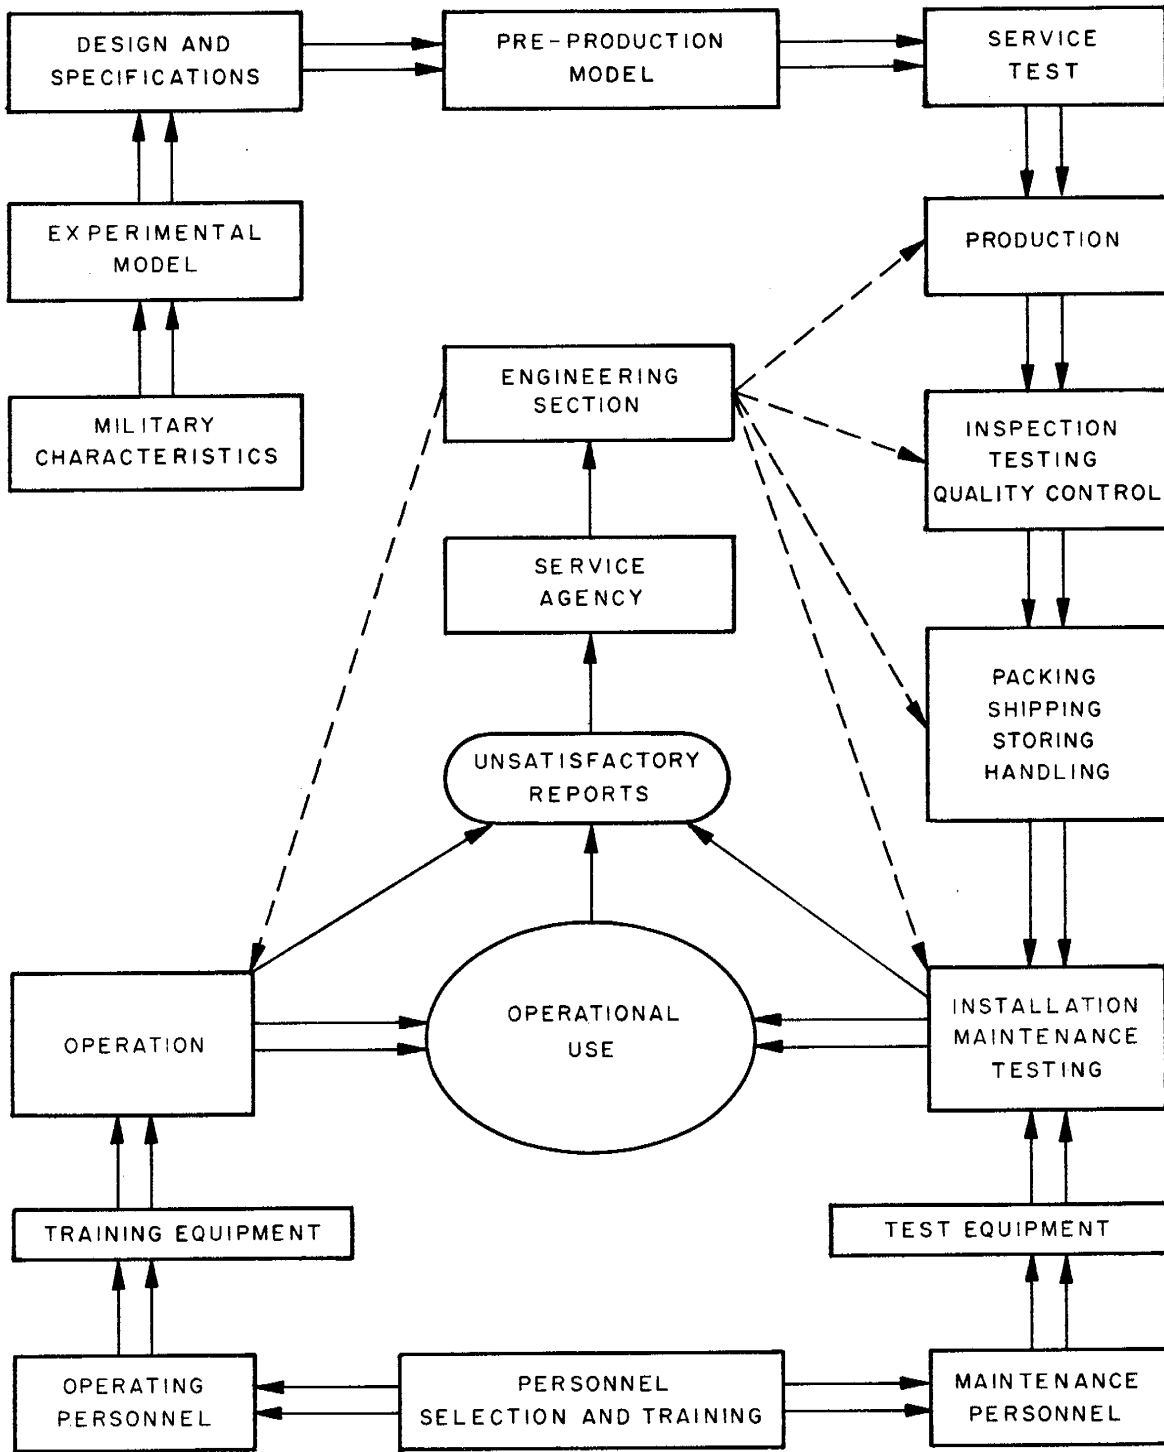 DESIGN AND
SPECIFICATIONS
PRE-PRODUCTION
MODEL
SERVICE
TEST
EXPERIMENTAL
MODEL
PRODUCTION
MILITARY
CHARACTERISTICS
ENGINEERING
SECTION
INSPECTION
TESTING
QUALITY CONTROL
SERVICE
AGENCY
PACKING
SHIPPING
STORING
HANDLING
UNSATISFACTORY
REPORTS
OPERATION
OPERATIONAL
USE
INSTALLATION
MAINTENANCE
TESTING
TRAINING EQUIPMENT
TEST EQUIPMENT
OPERATING
PERSONNEL
PERSONNEL
SELECTION AND TRAINING
MAINTENANCE
PERSONNEL